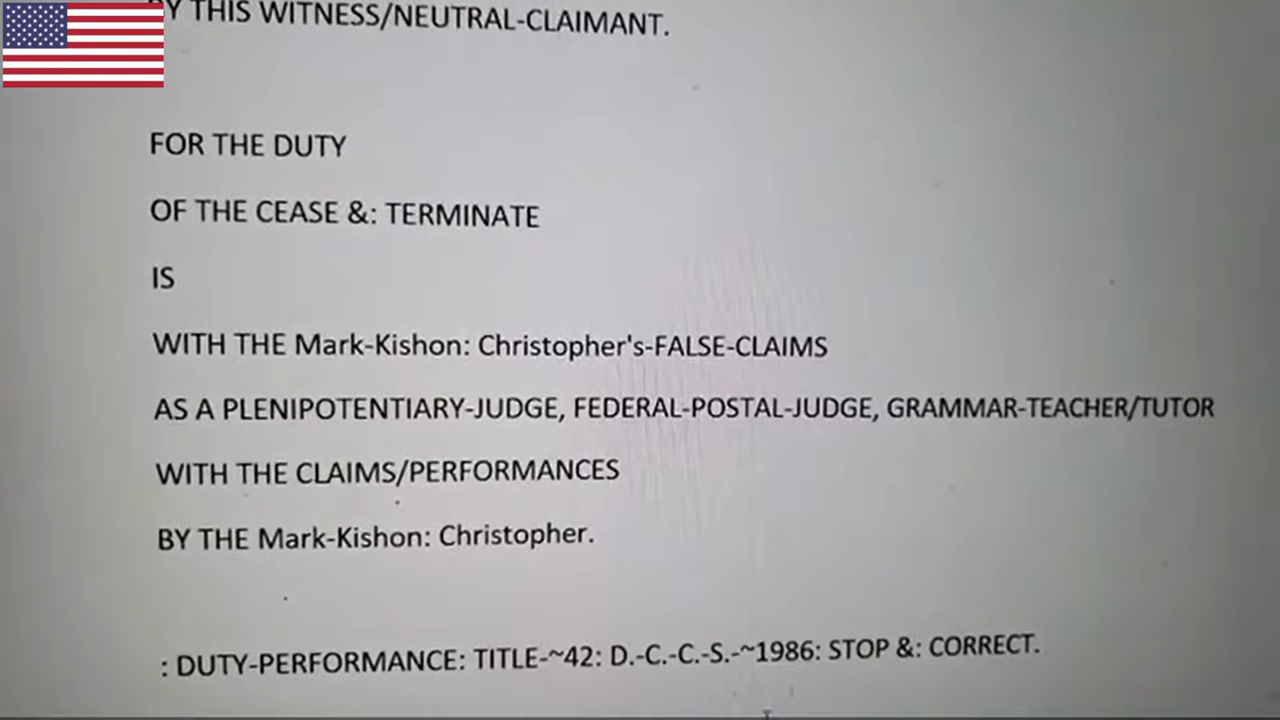 BY THIS WITNESS/NEUTRAL-CLAIMANT.
FOR THE DUTY
OF THE CEASE &: TERMINATE
IS
WITH THE Mark-Kishon: Christopher's-FALSE-CLAIMS
AS A PLENIPOTENTIARY-JUDGE, FEDERAL-POSTAL-JUDGE, GRAMMAR-TEACHER/TUTOR
WITH THE CLAIMS/PERFORMANCES
BY THE Mark-Kishon: Christopher.
: DUTY-PERFORMANCE: TITLE-~42: D.-C.-C.-S.-~1986: STOP &: CORRECT.